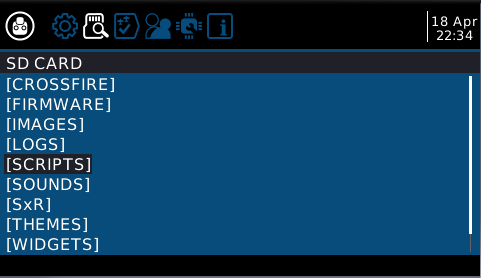 18 Apr
22:34
SD CARD
[CROSSFIRE]
[FIRMWARE]
[IMAGES]
[LOGS]
[SCRIPTS]
[SOUNDS]
[SxR]
[THEMES]
[WIDGETS]